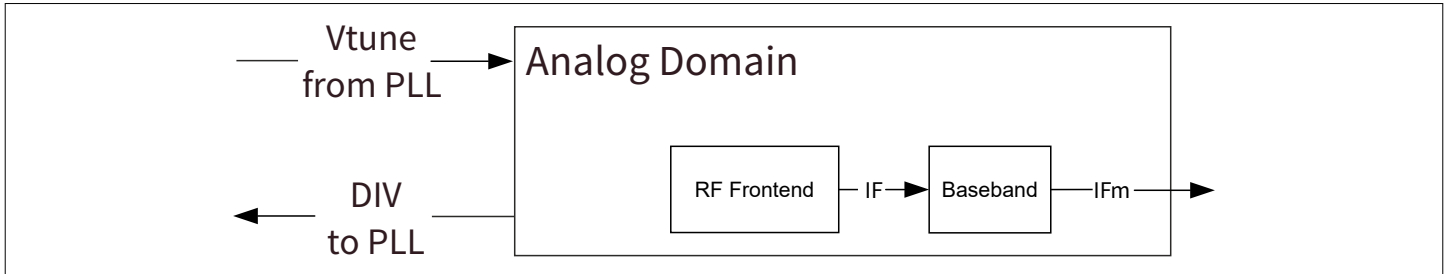 Vtune
from PLL
Analog Domain
RF Frontend
IF
Baseband
IFm
DIV
to PLL